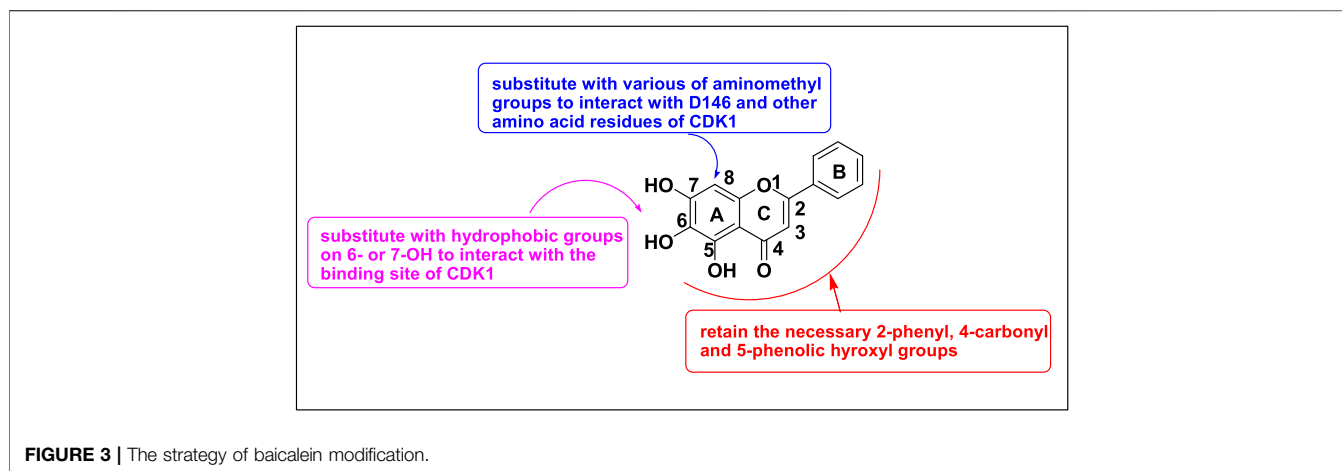 substitute with various of aminomethyl
groups to interact with D146 and other
amino acid residues of CDK1
substitute with hydrophobic groups
on 6- or 7-OH to interact with the
binding site of CDK1
HO
7
8
O1
B
A
C
2
6
3
HO
5
4
OH
O
retain the necessary 2-phenyl, 4-carbonyl
and 5-phenolic hyroxyl groups
FIGURE 3 | The strategy of baicalein modification.